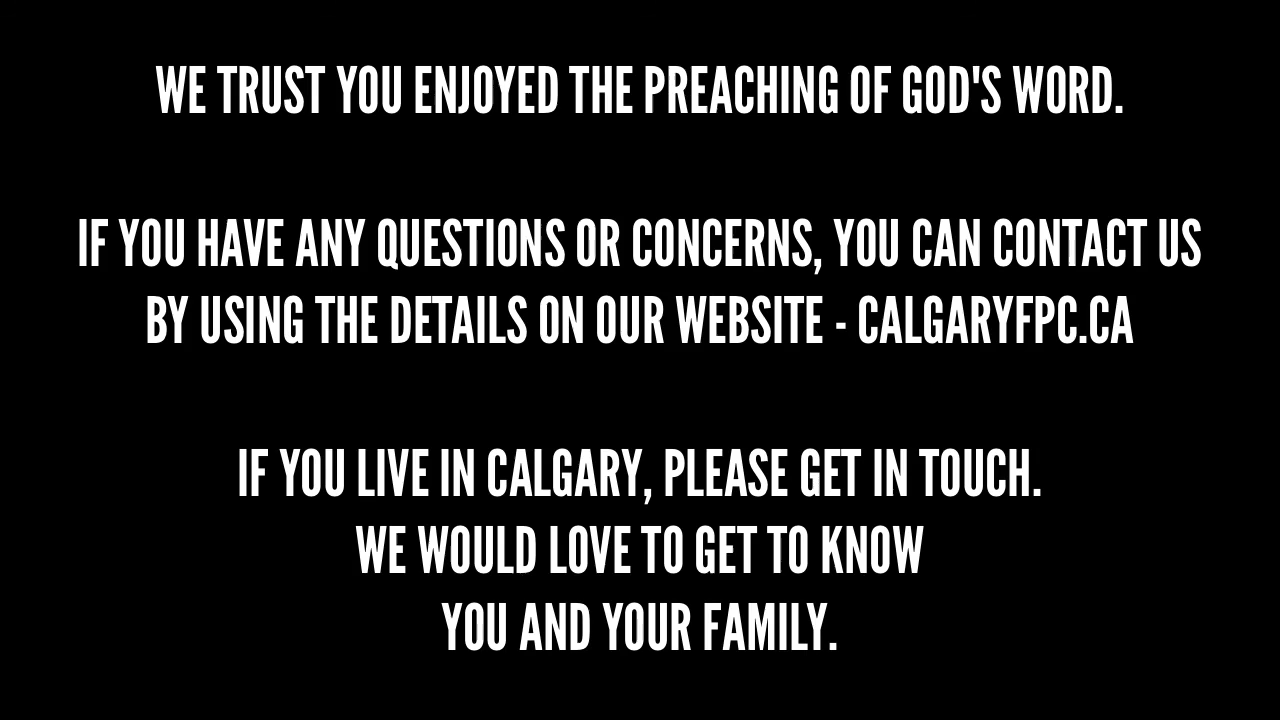 WE TRUST YOU ENJOYED THE PREACHING OF GOD'S WORD.
IF YOU HAVE ANY QUESTIONS OR CONCERNS, YOU CAN CONTACT US
BY USING THE DETAILS ON OUR WEBSITE - CALGARYFPC.CA
IF YOU LIVE IN CALGARY, PLEASE GET IN TOUCH.
WE WOULD LOVE TO GET TO KNOW
YOU AND YOUR FAMILY.